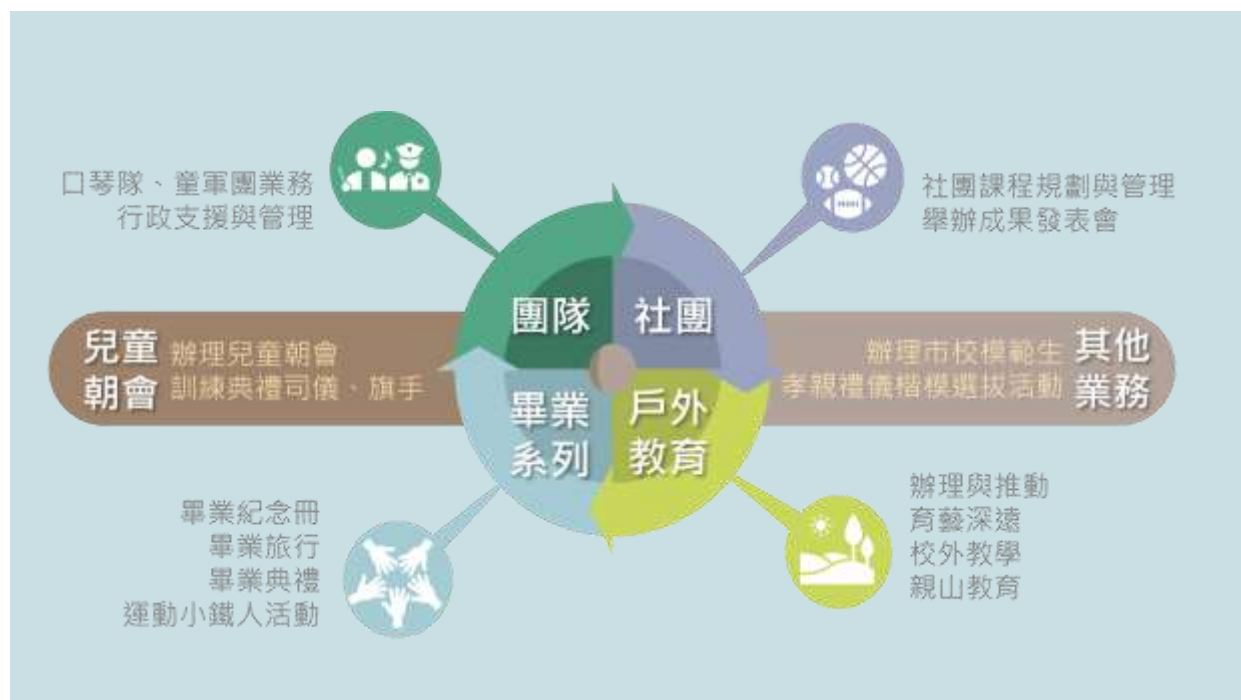 口琴隊、童軍團業務
行政支援與管理
社團課程規劃與管理
舉辦成果發表會
團隊
社團
兒童
朝會
辦理兒童朝會
訓練典禮司儀、旗手
辦理市校模範生
孝親禮儀楷模選拔活動
其他
業務
畢業
系列
戶外
教育
畢業紀念冊
畢業旅行
畢業典禮
運動小鐵人活動
辦理與推動
育藝深遠
校外教學
親山教育